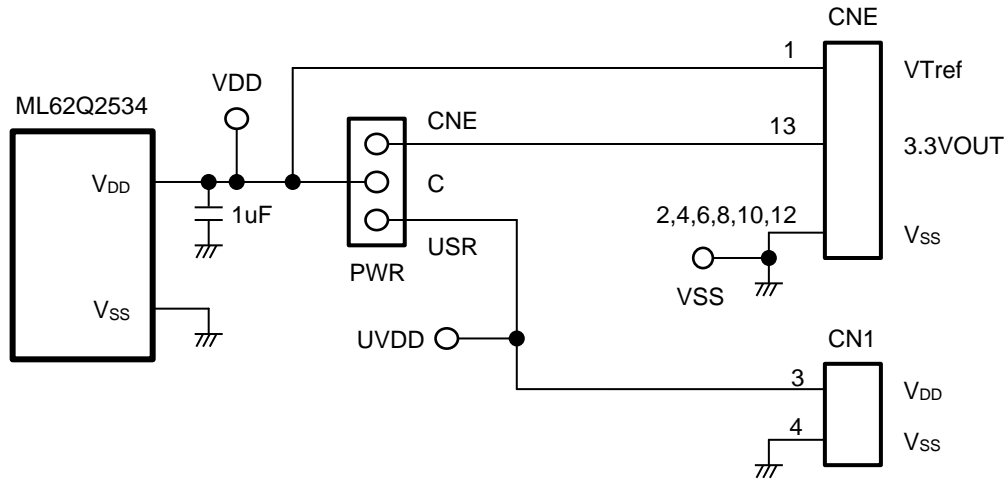 CNE
1
VTref
VDD
ML62Q2534
CNE
13
3.3VOUT
VDD
C
1uF
2,4,6,8,10,12
USR
VSS
PWR
VSS
VSS
UVDD
CN1
3
VDD
4
VSS